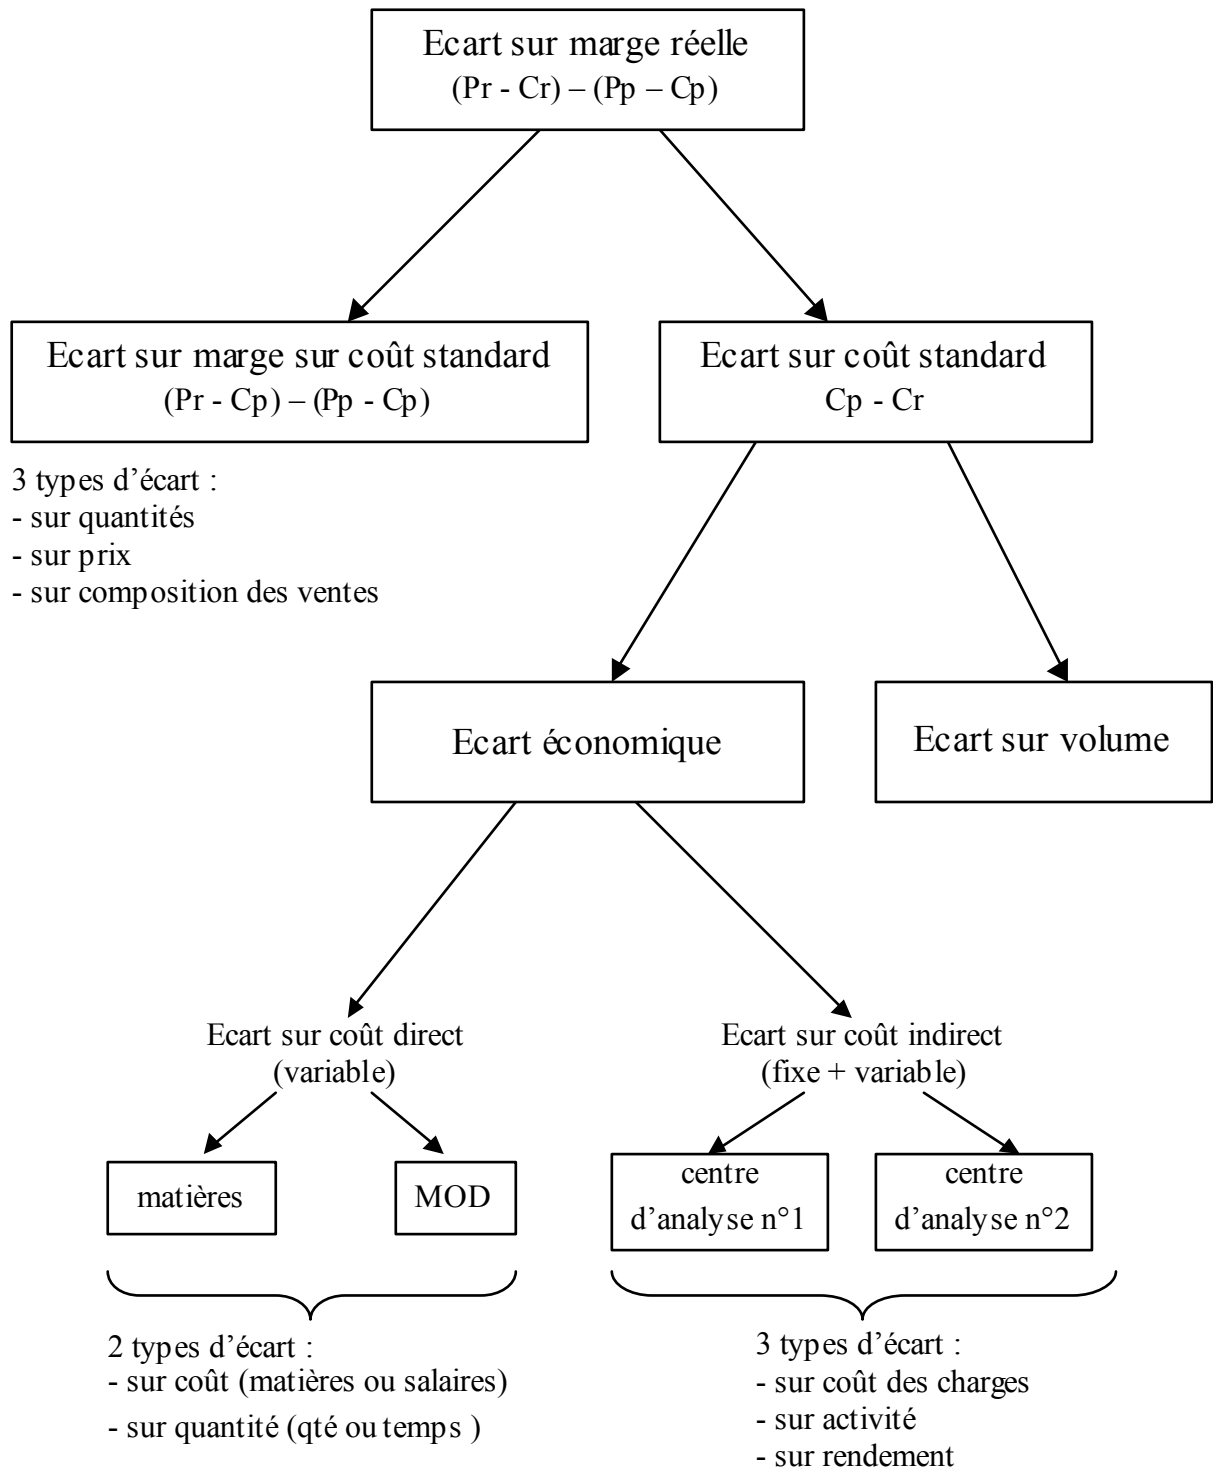 Ecart sur marge réelle
(Pr - Cr) – (Pp – Cp)
Ecart sur marge sur coût standard
(Pr - Cp) – (Pp - Cp)
Ecart sur coût standard
Cp - Cr
3 types d’écart :
- sur quantités
- sur prix
- sur composition des ventes
Ecart économique
Ecart sur volume
Ecart sur coût direct
(variable)
Ecart sur coût indirect
(fixe + variable)
matières
MOD
centre
d’analyse n°1
centre
d’analyse n°2
2 types d’écart :
- sur coût (matières ou salaires)
- sur quantité (qté ou temps )
3 types d’écart :
- sur coût des charges
- sur activité
- sur rendement